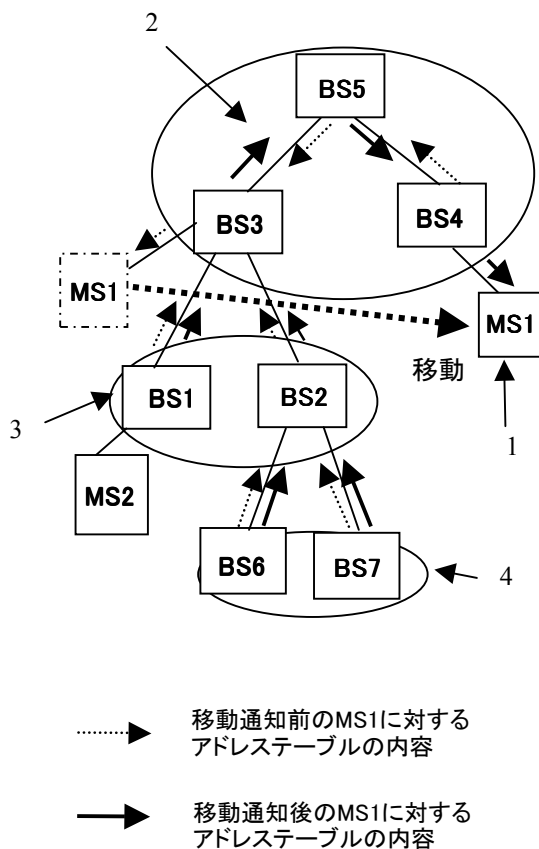 2
BS5
BS3
BS4
MS1
MS1
移動
1
3
BS1
BS2
MS2
BS6
BS7
4
移動通知前のMS1に対する
アドレステーブルの内容
移動通知後のMS1に対する
アドレステーブルの内容